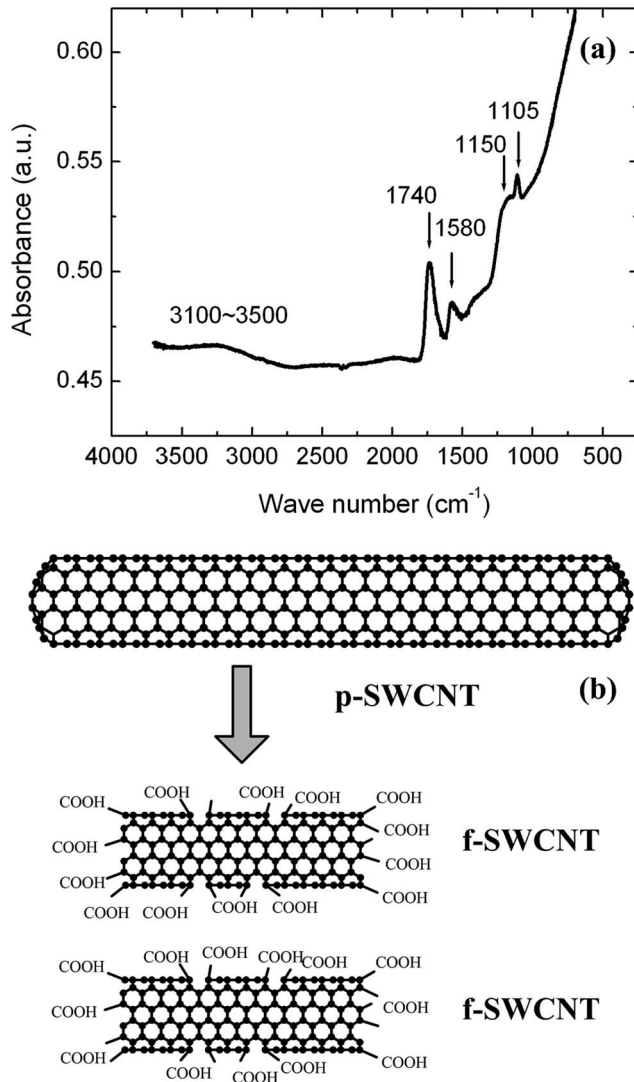 (a)
0.60
0.55
0.50
0.45
Absorbance (a.u.)
1105
1150
1740
1580
3100~3500
4000 3500 3000 2500 2000 1500 1000 500
Wave number (cm⁻¹)
p-SWCNT
(b)
COOH COOH COOH COOH COOH
COOH COOH
COOH
COOH COOH
COOH COOH COOH COOH
f-SWCNT
COOH COOH COOH COOH COOH
COOH COOH
COOH COOH COOH COOH COOH
f-SWCNT